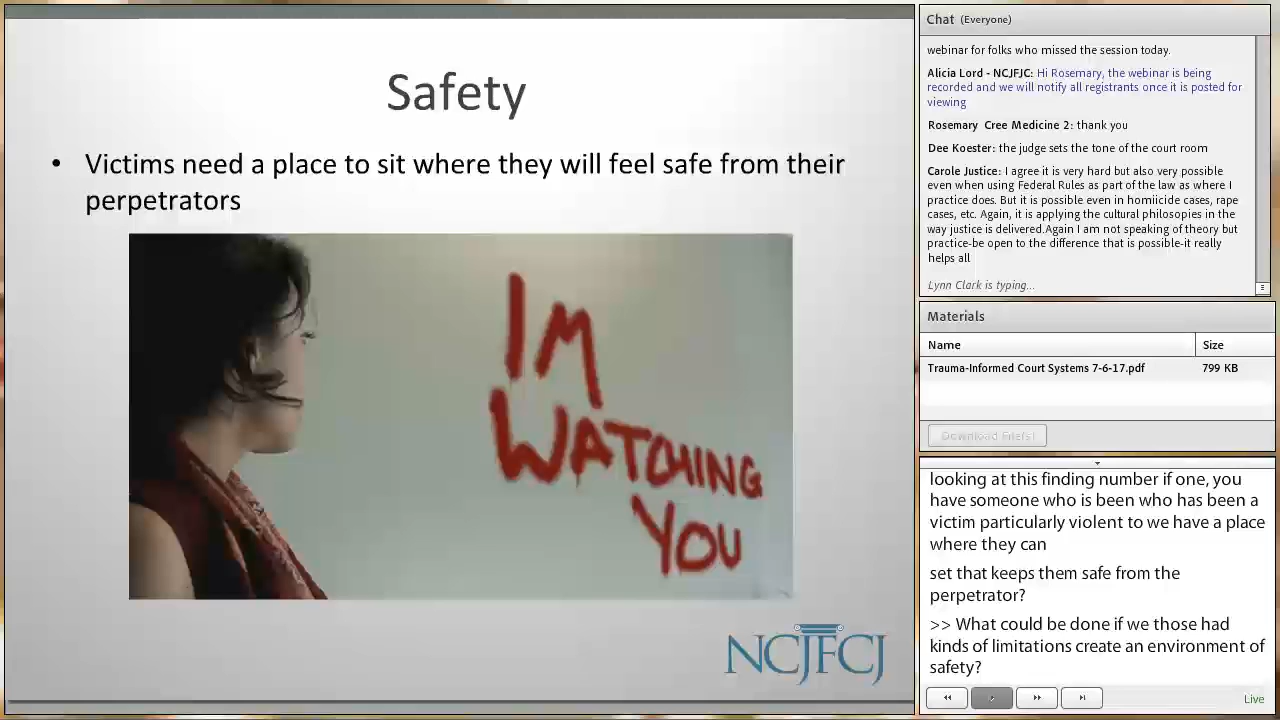 Safety
• Victims need a place to sit where they will feel safe from their
perpetrators
IM
WATCHING
YOU
NCJFCJ
Chat (Everyone)
webinar for folks who missed the session today.
Alicia Lord - NCJFJC: Hi Rosemary, the webinar is being
recorded and we will notify all registrants once it is posted for
viewing
Rosemary Cree Medicine 2: thank you
Dee Koester: the judge sets the tone of the court room
Carole Justice: I agree it is very hard but also very possible
even when using Federal Rules as part of the law as where I
practice does. But it is possible even in homiicide cases, rape
cases, etc. Again, it is applying the cultural philosopies in the
way justice is delivered.Again I am not speaking of theory but
practice-be open to the difference that is possible-it really
helps all
Lynn Clark is typing...
Materials
Name Size
Trauma-Informed Court Systems 7-6-17.pdf 799 KB
Download File(s)
looking at this finding number if one, you
have someone who is been who has been a
victim particularly violent to we have a place
where they can
set that keeps them safe from the
perpetrator?
>> What could be done if we those had
kinds of limitations create an environment of
safety?
Live